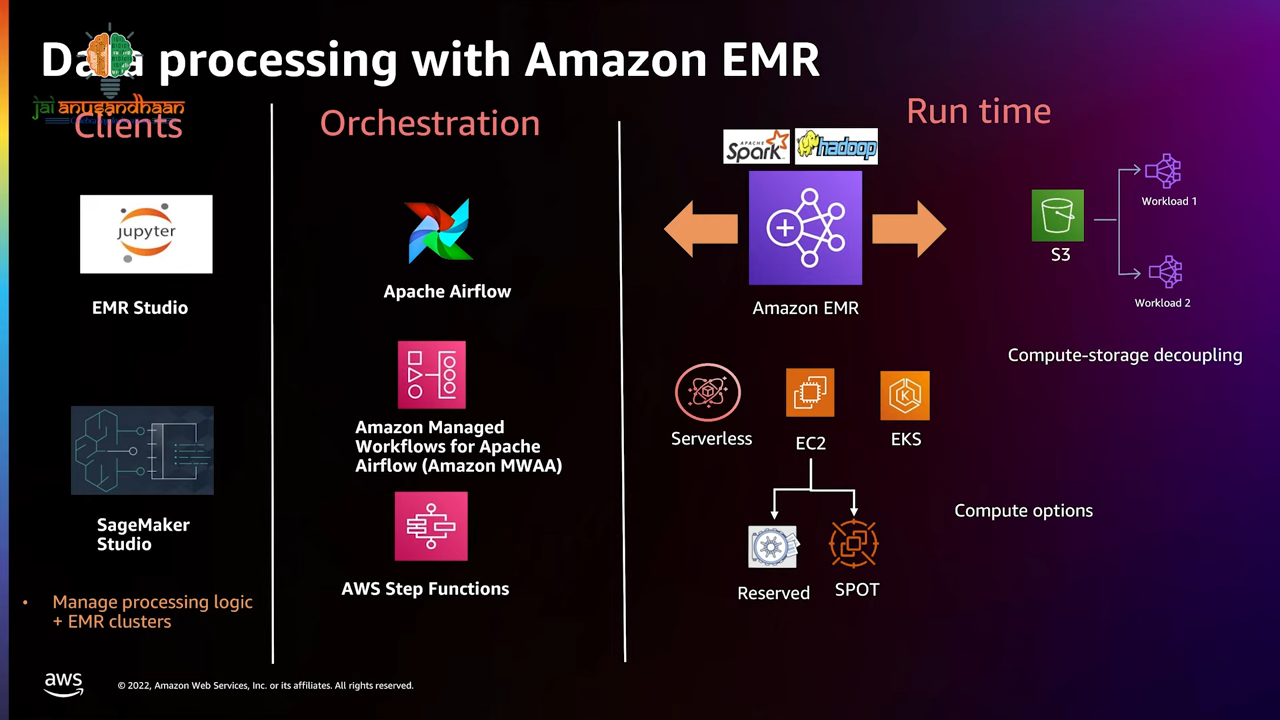 Data processing with Amazon EMR
jai anusandhaan
Clients
Orchestration
Run time
jupyter
EMR Studio
SageMaker
Studio
• Manage processing logic
+ EMR clusters
Apache Airflow
Amazon Managed
Workflows for Apache
Airflow (Amazon MWAA)
AWS Step Functions
APACHE
Spark
hadoop
Amazon EMR
S3
Workload 1
Workload 2
Compute-storage decoupling
Serverless
EC2
EKS
Compute options
Reserved
SPOT
aws
© 2022, Amazon Web Services, Inc. or its affiliates. All rights reserved.